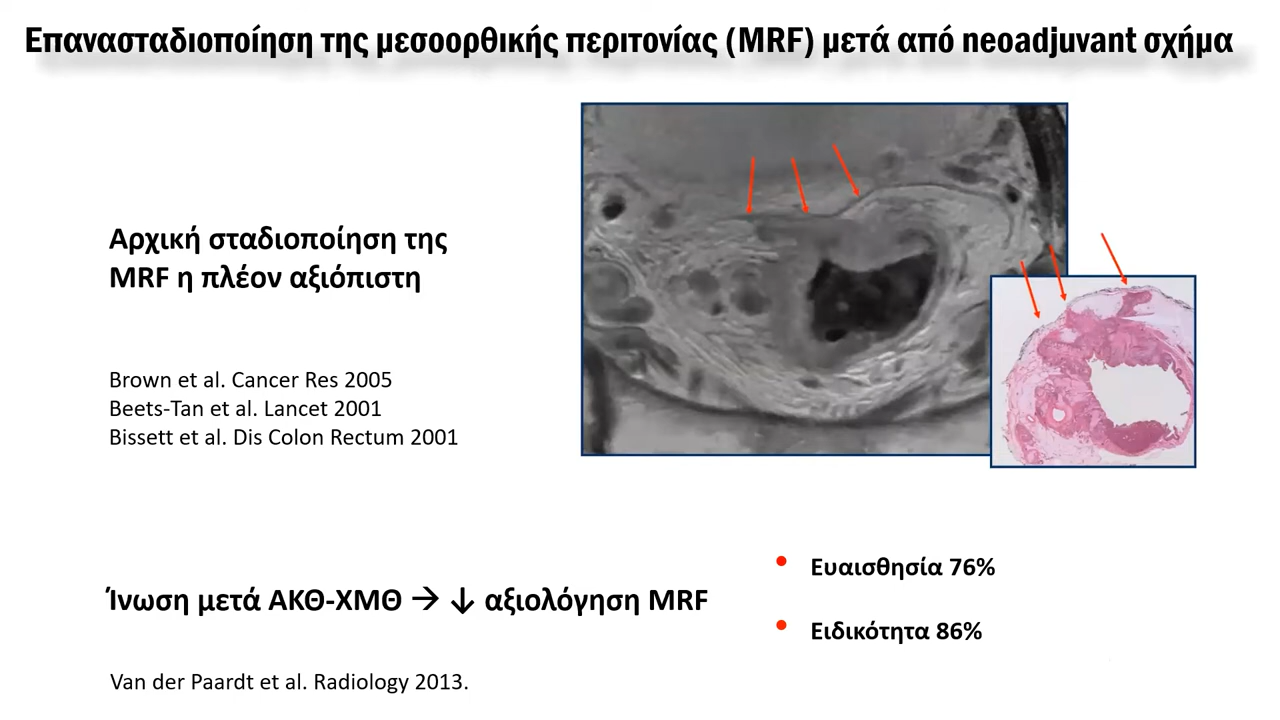 Επανασταδιοποίηση της μεσοορθικής περιτονίας (MRF) μετά από neoadjuvant σχήμα
Αρχική σταδιοποίηση της
MRF η πλέον αξιόπιστη
Brown et al. Cancer Res 2005
Beets-Tan et al. Lancet 2001
Bissett et al. Dis Colon Rectum 2001
Ίνωση μετά ΑΚΘ-ΧΜΘ → ↓ αξιολόγηση MRF
• Ευαισθησία 76%
• Ειδικότητα 86%
Van der Paardt et al. Radiology 2013.